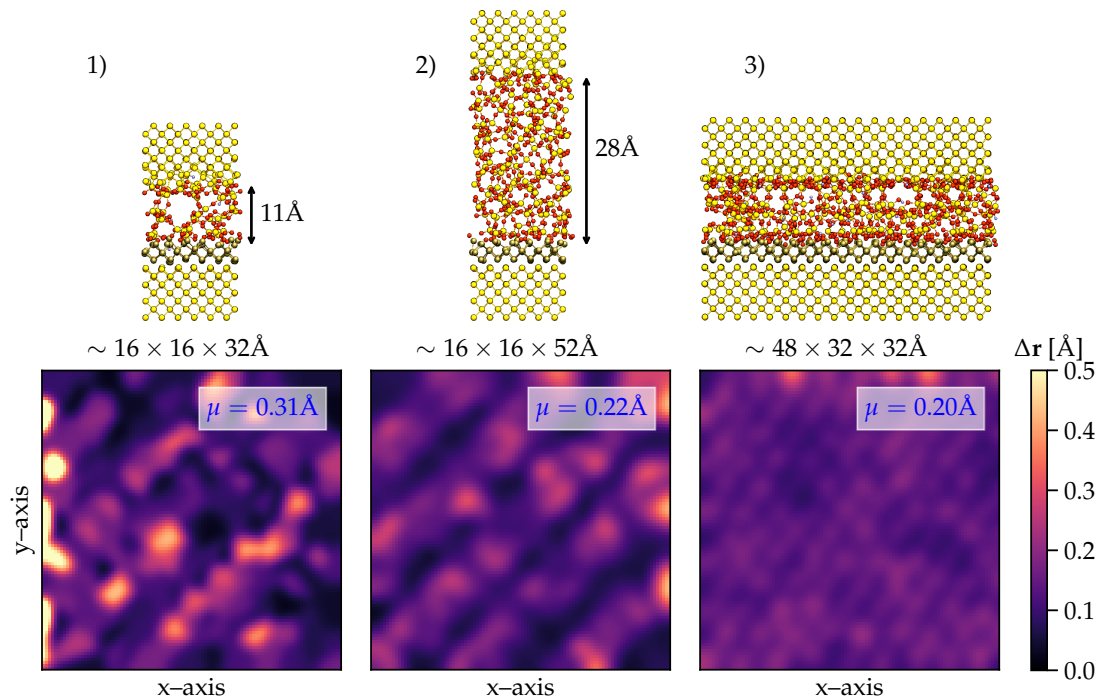 1)
2)
3)
11Å
28Å
∼ 16 × 16 × 32Å
∼ 16 × 16 × 52Å
∼ 48 × 32 × 32Å
Δr [Å]
μ = 0.31Å
μ = 0.22Å
μ = 0.20Å
0.5
0.4
0.3
0.2
0.1
0.0
y–axis
x–axis
x–axis
x–axis